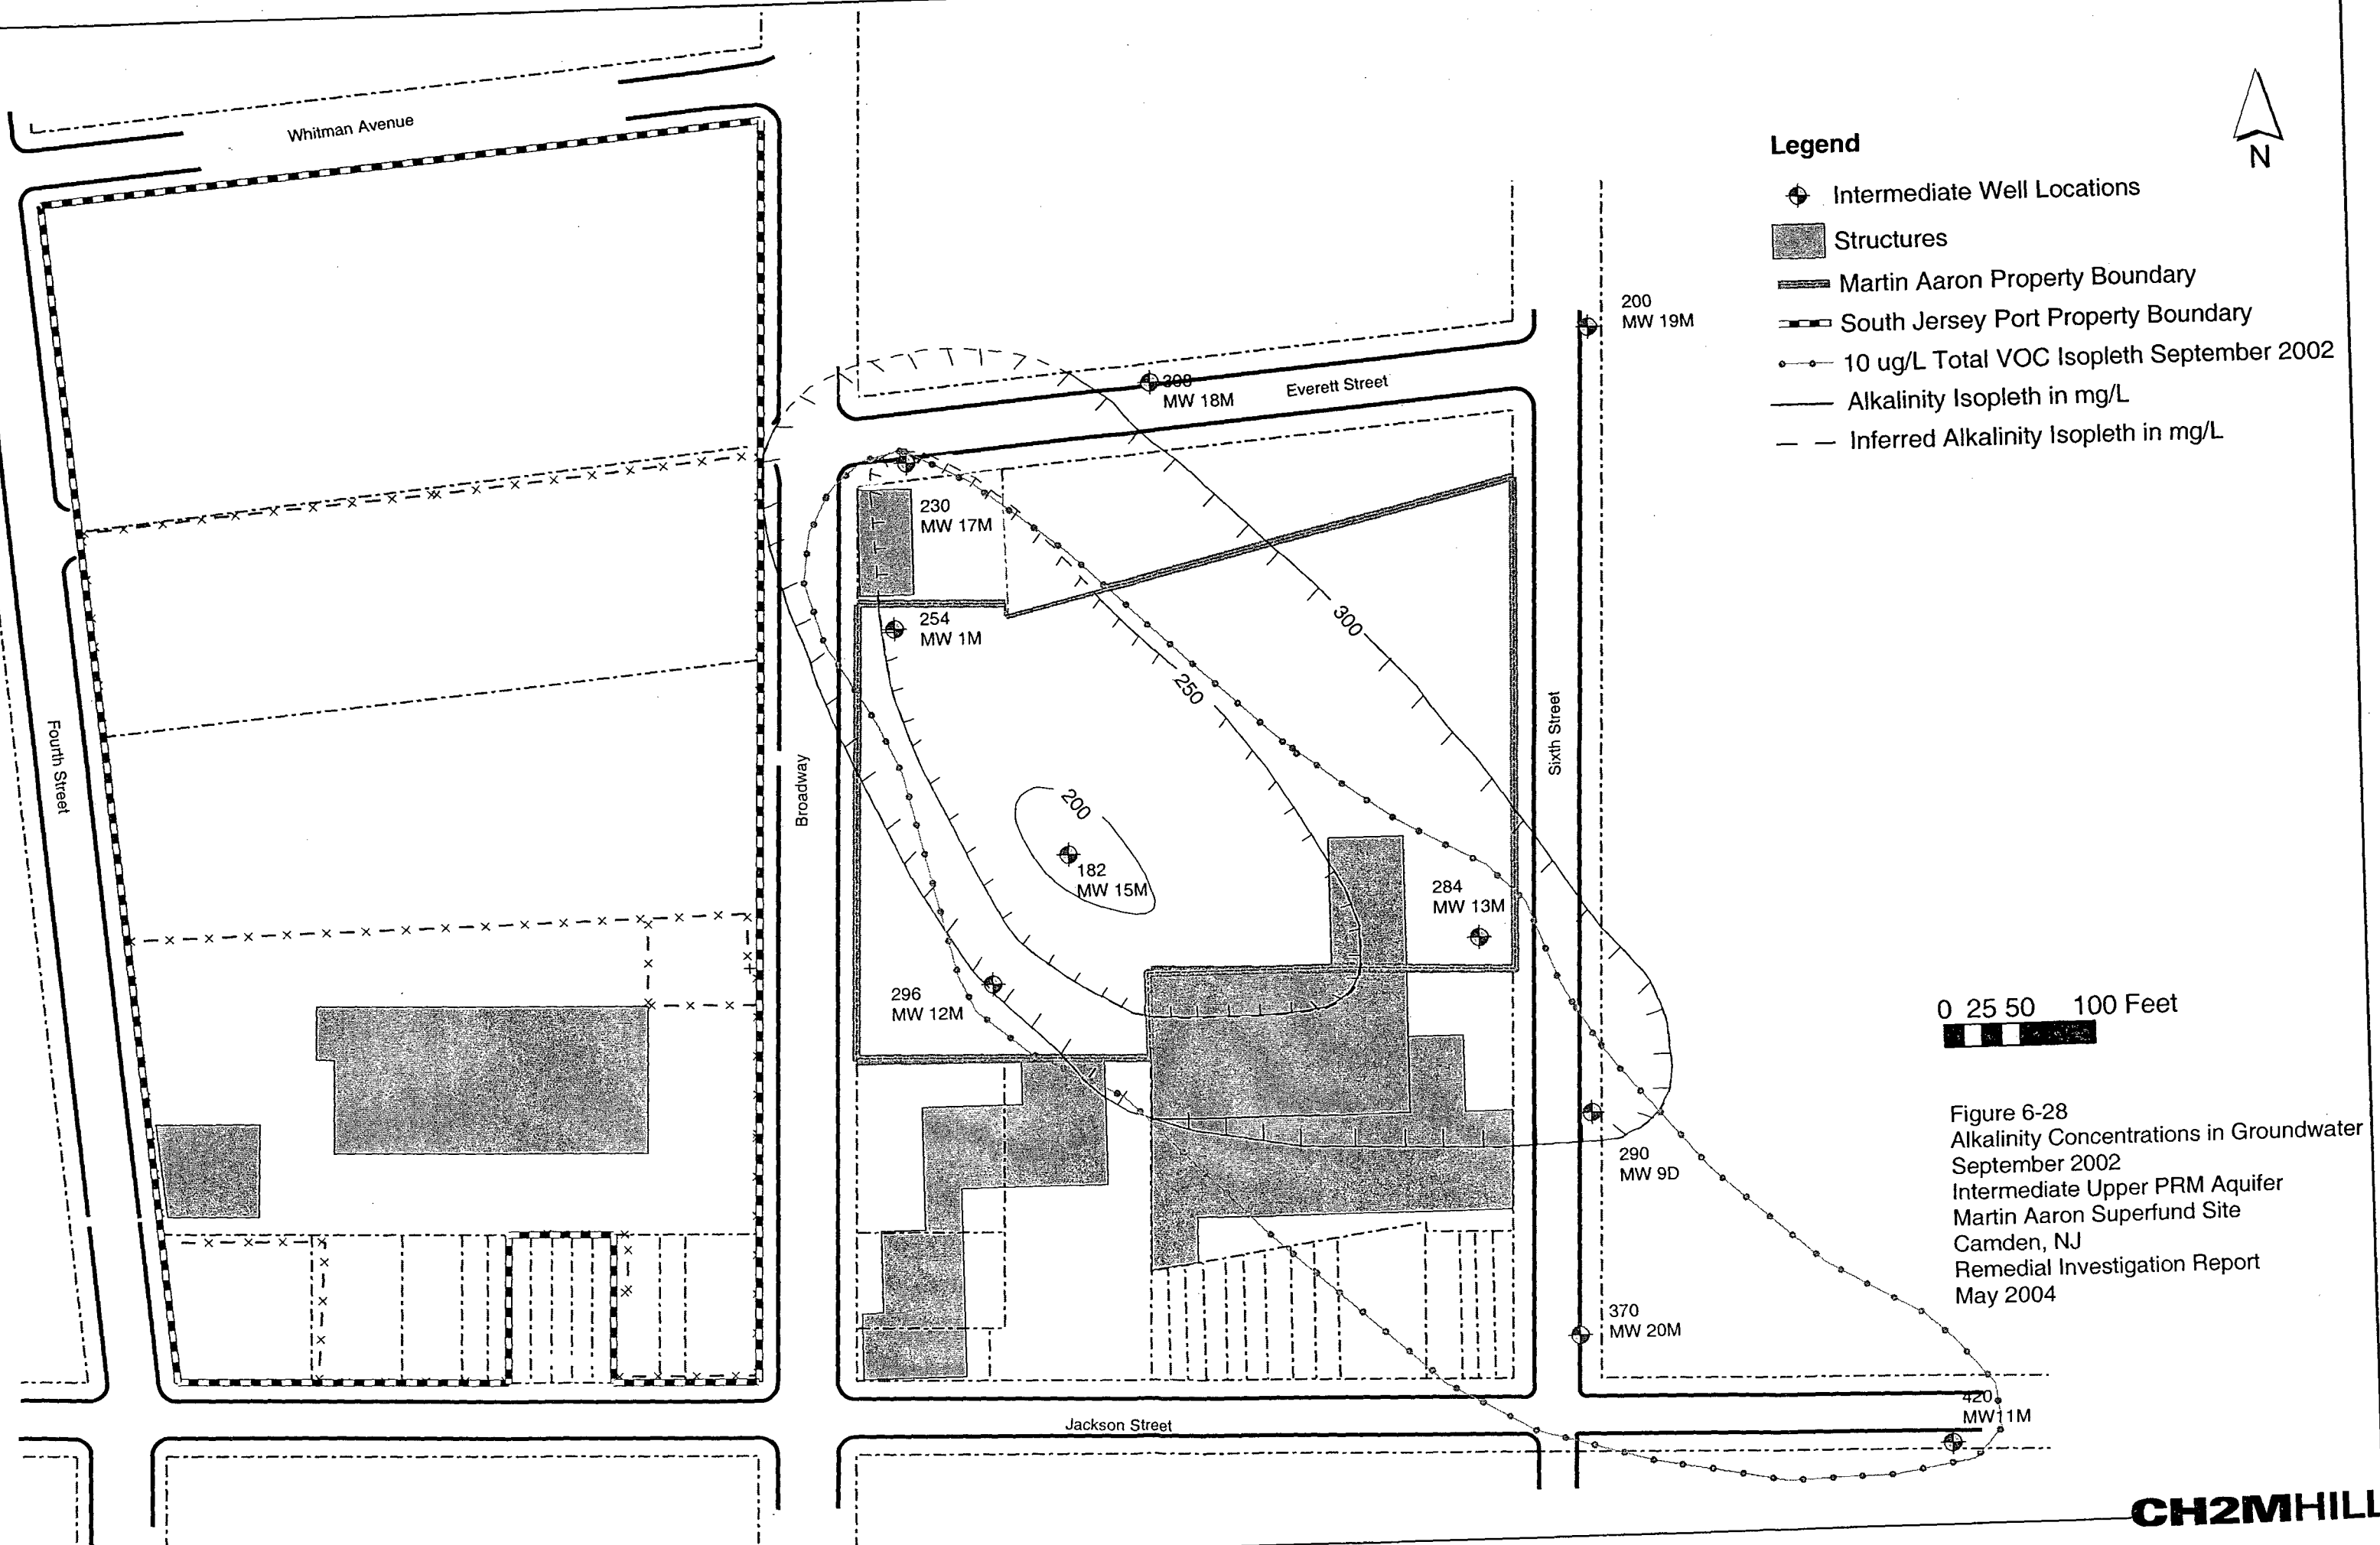 Whitman Avenue
Legend
N
Intermediate Well Locations
Structures
Martin Aaron Property Boundary
South Jersey Port Property Boundary
10 ug/L Total VOC Isopleth September 2002
Alkalinity Isopleth in mg/L
Inferred Alkalinity Isopleth in mg/L
200
MW 19M
MW 18M
Everett Street
230
MW 17M
254
MW 1M
300
250
200
182
MW 15M
284
MW 13M
296
MW 12M
290
MW 9D
370
MW 20M
420
MW11M
Fourth Street
Broadway
Sixth Street
Jackson Street
0 25 50 100 Feet
Figure 6-28
Alkalinity Concentrations in Groundwater
September 2002
Intermediate Upper PRM Aquifer
Martin Aaron Superfund Site
Camden, NJ
Remedial Investigation Report
May 2004
CH2MHILL